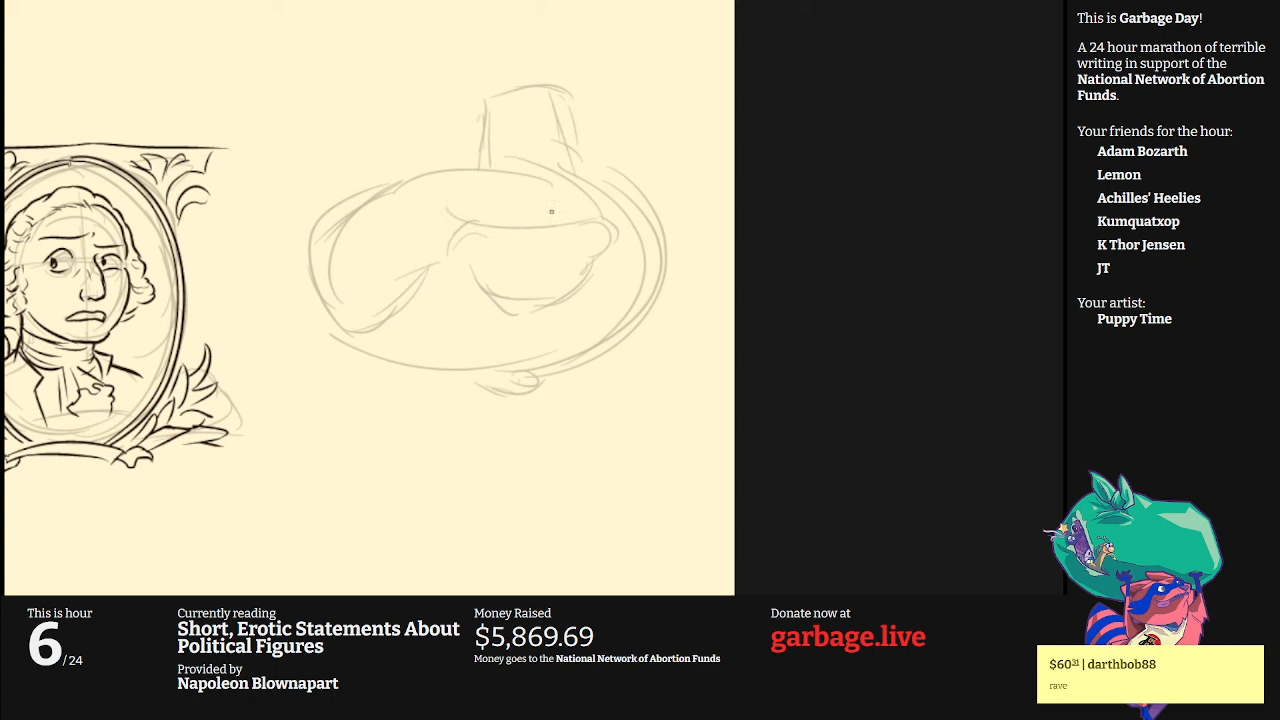 This is Garbage Day!
A 24 hour marathon of terrible
writing in support of the
National Network of Abortion
Funds.
Your friends for the hour:
Adam Bozarth
Lemon
Achilles' Heelies
Kumquatxop
K Thor Jensen
JT
Your artist:
Puppy Time
This is hour
6/24
Currently reading
Short, Erotic Statements About
Political Figures
Provided by
Napoleon Blownapart
Money Raised
$5,869.69
Money goes to the National Network of Abortion Funds
Donate now at
garbage.live
$60 31 | darthbob88
rave